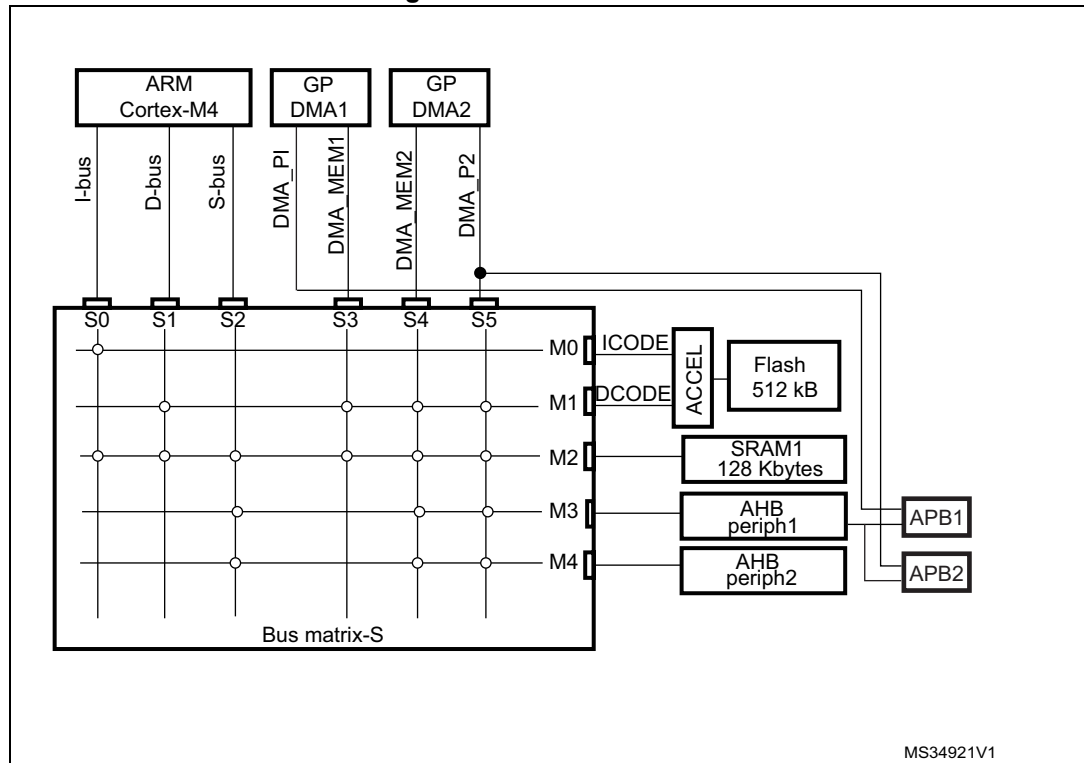 ARM
Cortex-M4
GP
DMA1
GP
DMA2
I-bus
D-bus
S-bus
DMA_PI
DMA_MEM1
DMA_MEM2
DMA_P2
S0
S1
S2
S3
S4
S5
M0
ICODE
M1
DCODE
ACCEL
Flash
512 kB
M2
SRAM1
128 Kbytes
M3
AHB
periph1
APB1
M4
AHB
periph2
APB2
Bus matrix-S
MS34921V1